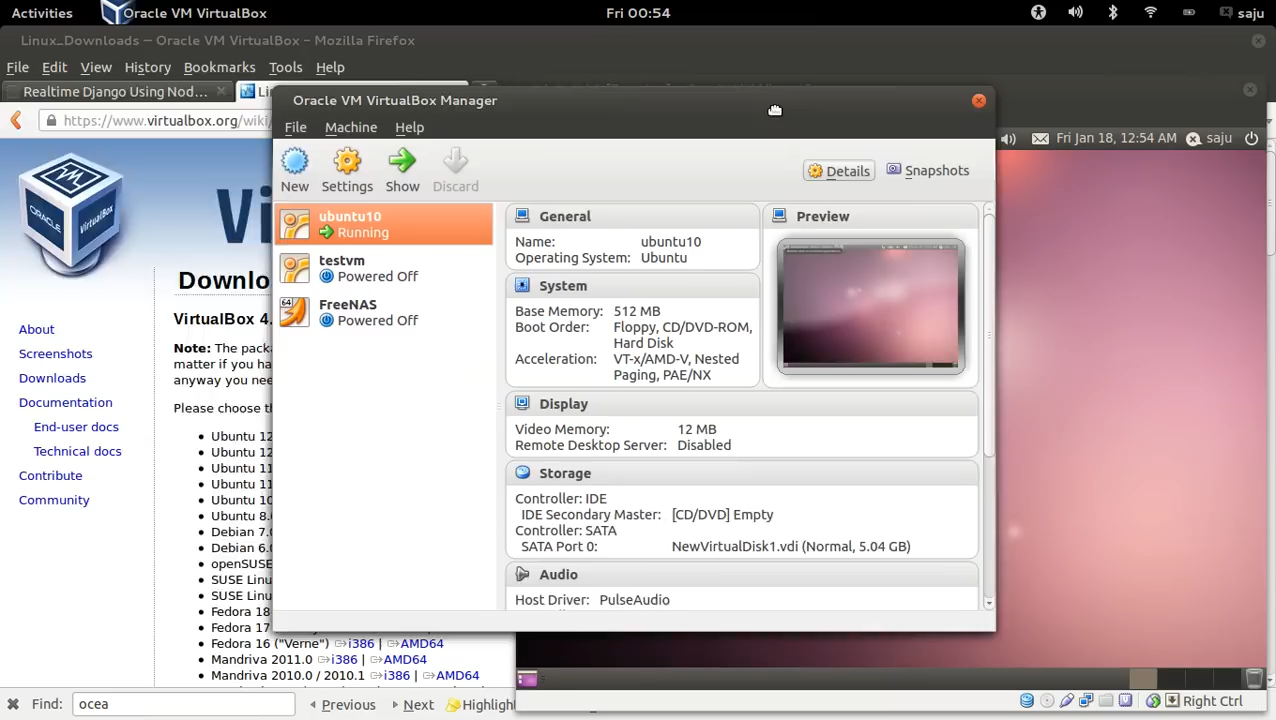 Activities Oracle VM VirtualBox Fri 00:54 saju
Linux_Downloads – Oracle VM VirtualBox - Mozilla Firefox
File Edit View History Bookmarks Tools Help
Realtime Django Using Nod...
https://www.virtualbox.org/wiki/
Fri Jan 18, 12:54 AM saju
Oracle VM VirtualBox Manager
File Machine Help
New Settings Show Discard
Details Snapshots
ubuntu10
Running
testvm
Powered Off
64
FreeNAS
Powered Off
General
Name: ubuntu10
Operating System: Ubuntu
System
Base Memory: 512 MB
Boot Order: Floppy, CD/DVD-ROM,
Hard Disk
Acceleration: VT-x/AMD-V, Nested
Paging, PAE/NX
Preview
Display
Video Memory: 12 MB
Remote Desktop Server: Disabled
Storage
Controller: IDE
IDE Secondary Master: [CD/DVD] Empty
Controller: SATA
SATA Port 0: NewVirtualDisk1.vdi (Normal, 5.04 GB)
Audio
Host Driver: PulseAudio
VirtualBox
About
Screenshots
Downloads
Documentation
End-user docs
Technical docs
Contribute
Community
Vi
Downlo
VirtualBox 4.
Note: The pack
matter if you ha
anyway you nee
Please choose th
Ubuntu 12
Ubuntu 12
Ubuntu 11
Ubuntu 11
Ubuntu 10
Ubuntu 8.
Debian 7.0
Debian 6.0
openSUSE
SUSE Linu
SUSE Linu
Fedora 18
Fedora 17
Fedora 16 ("Verne") i386 | AMD64
Mandriva 2011.0 i386 | AMD64
Mandriva 2010.0 / 2010.1 i386 | AMD64
Find: ocea Previous Next Highligh
Right Ctrl